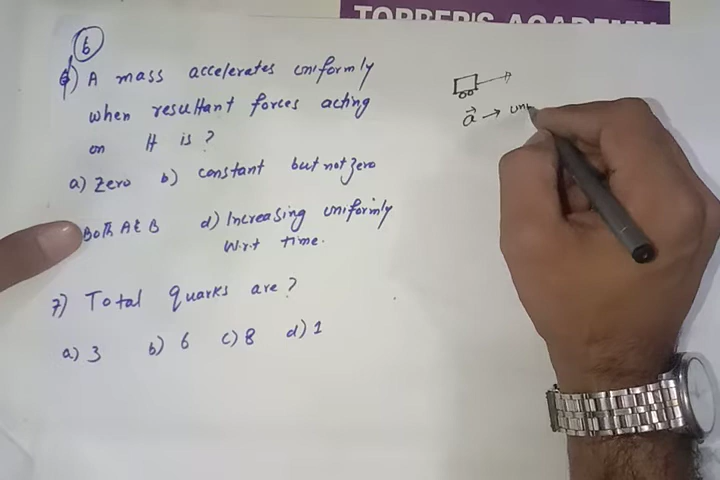 TOPPER'S ACADEMY
6
) A mass accelerates uniformly
when resultant forces acting
on it is?
a) Zero b) constant but not zero
Both A & B d) Increasing uniformly
w.r.t time.
7) Total quarks are?
a) 3 b) 6 c) 8 d) 1
a → un